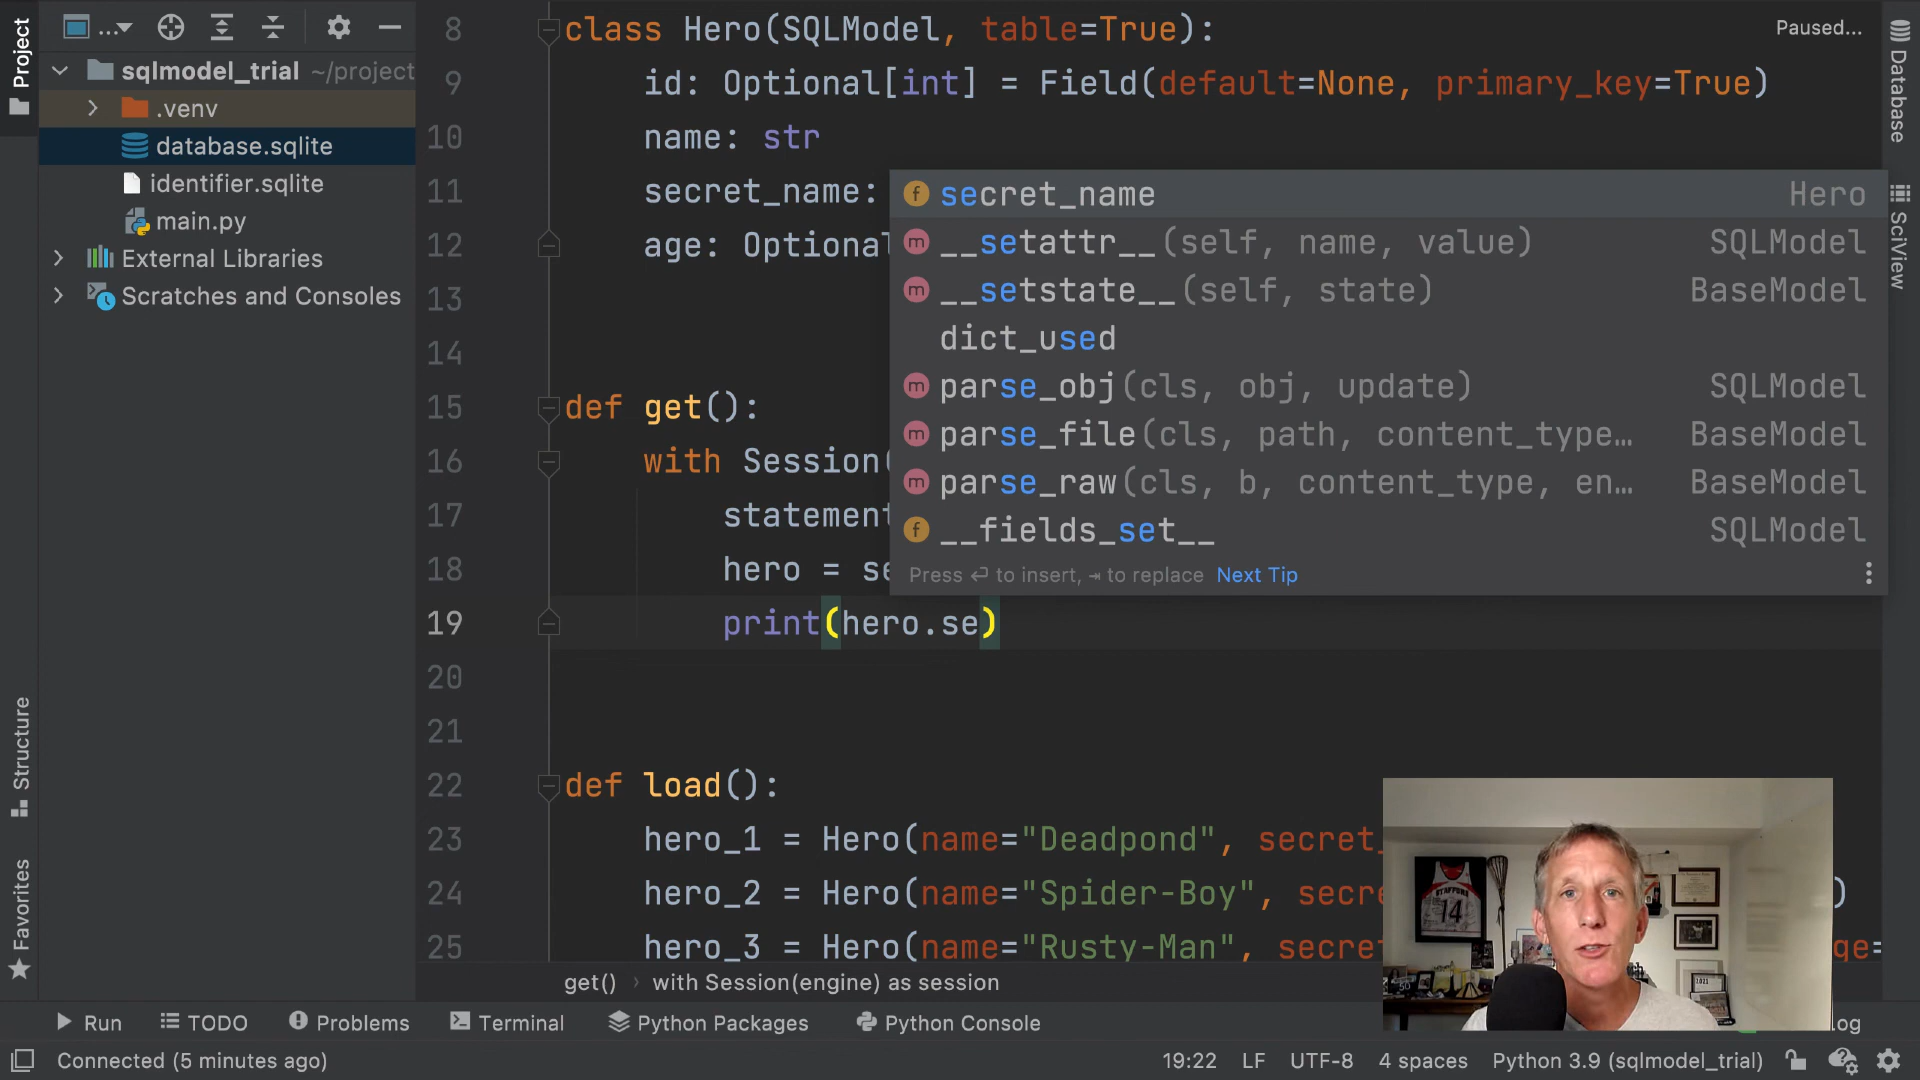 Project
...
sqlmodel_trial ~/project
.venv
database.sqlite
identifier.sqlite
main.py
External Libraries
Scratches and Consoles
Structure
Favorites
8 class Hero(SQLModel, table=True):
9 id: Optional[int] = Field(default=None, primary_key=True)
10 name: str
11 secret_name:
12 age: Optional
13
14
15 def get():
16 with Session(
17 statement
18 hero = se
19 print(hero.se)
20
21
22 def load():
23 hero_1 = Hero(name="Deadpond", secret_
24 hero_2 = Hero(name="Spider-Boy", secre )
25 hero_3 = Hero(name="Rusty-Man", secret ge=
Paused...
f secret_name Hero
m __setattr__(self, name, value) SQLModel
m __setstate__(self, state) BaseModel
dict_used
m parse_obj(cls, obj, update) SQLModel
m parse_file(cls, path, content_type… BaseModel
m parse_raw(cls, b, content_type, en… BaseModel
f __fields_set__ SQLModel
Press ↩ to insert, ⇥ to replace Next Tip
Database
SciView
STAFFORD
14
get() › with Session(engine) as session
Run TODO Problems Terminal Python Packages Python Console og
Connected (5 minutes ago) 19:22 LF UTF-8 4 spaces Python 3.9 (sqlmodel_trial)